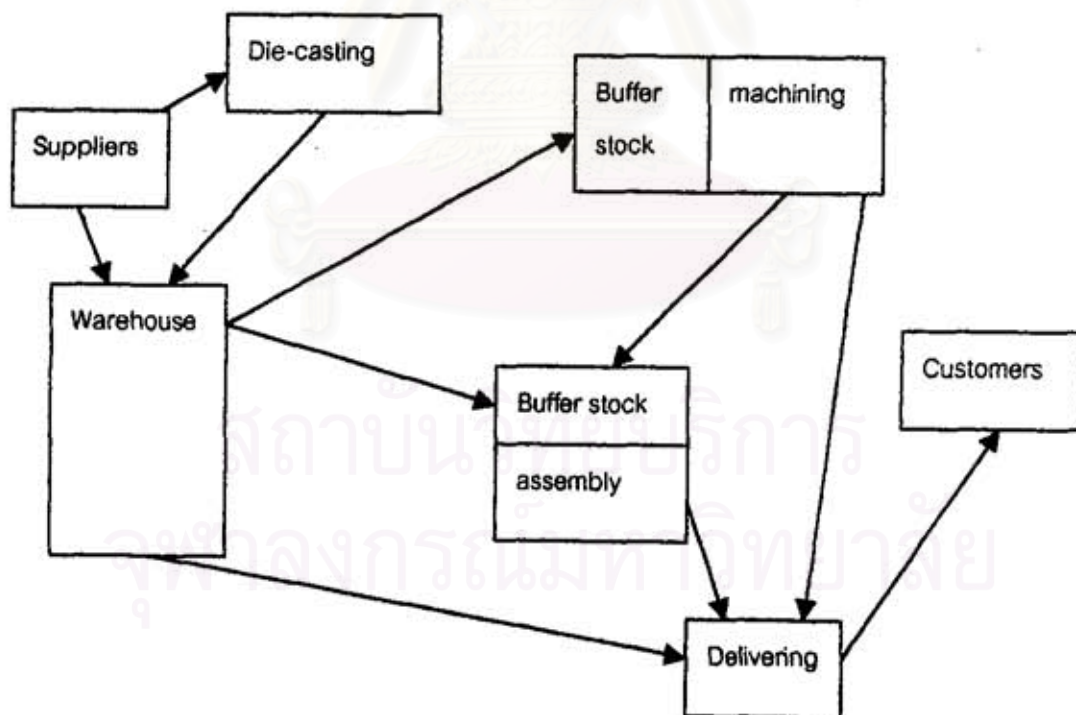 Die-casting
Buffer
stock
machining
Suppliers
Warehouse
Customers
Buffer stock
assembly
Delivering
สถาบันวิทยบริการ
จุฬาลงกรณ์มหาวิทยาลัย